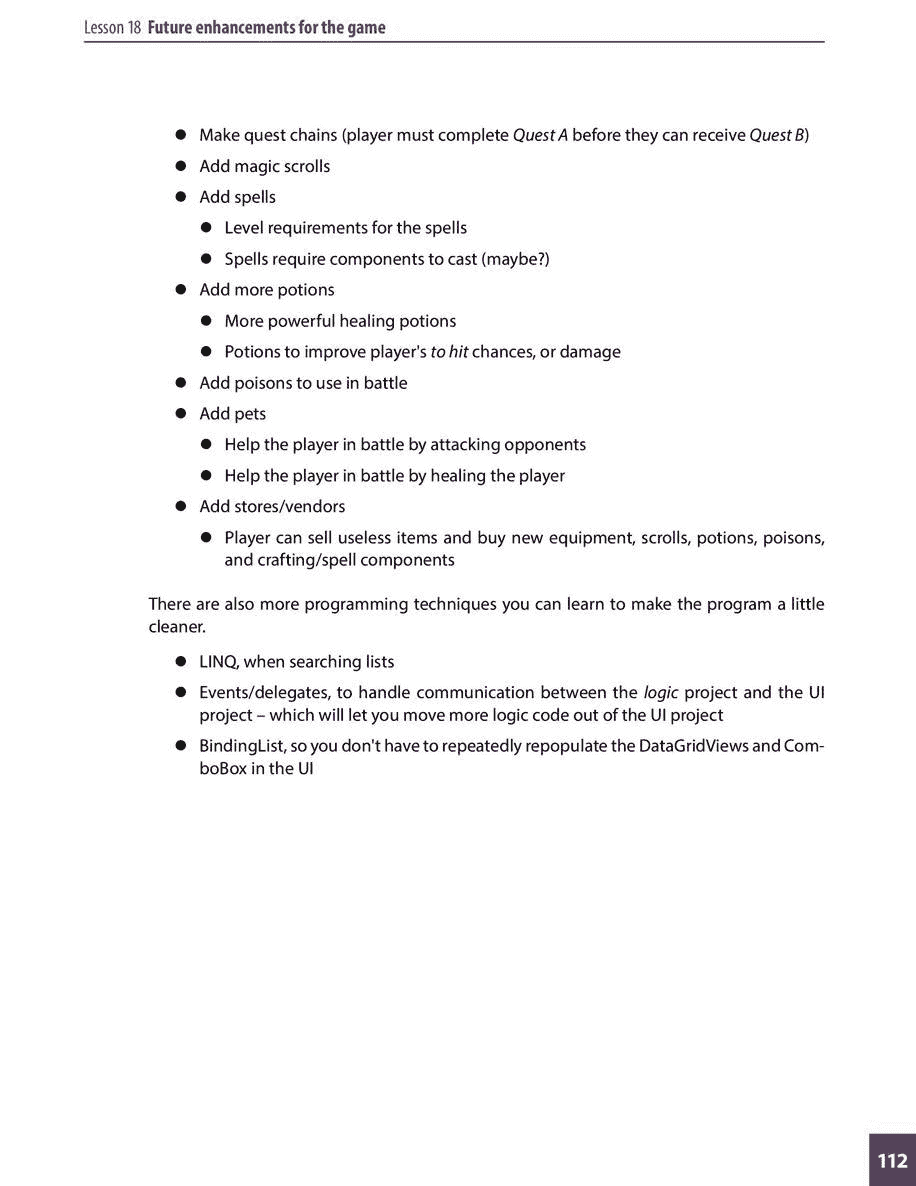 Lesson 18 Future enhancements for the game
● Make quest chains (player must complete Quest A before they can receive Quest B)
● Add magic scrolls
● Add spells
● Level requirements for the spells
● Spells require components to cast (maybe?)
● Add more potions
● More powerful healing potions
● Potions to improve player's to hit chances, or damage
● Add poisons to use in battle
● Add pets
● Help the player in battle by attacking opponents
● Help the player in battle by healing the player
● Add stores/vendors
● Player can sell useless items and buy new equipment, scrolls, potions, poisons,
and crafting/spell components
There are also more programming techniques you can learn to make the program a little
cleaner.
● LINQ, when searching lists
● Events/delegates, to handle communication between the logic project and the UI
project – which will let you move more logic code out of the UI project
● BindingList, so you don't have to repeatedly repopulate the DataGridViews and Com-
boBox in the UI
112